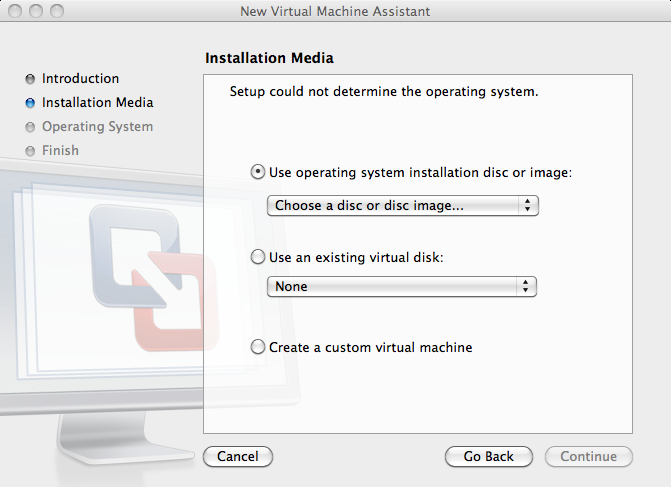 New Virtual Machine Assistant
Installation Media
Introduction
Installation Media
Operating System
Finish
Setup could not determine the operating system.
Use operating system installation disc or image:
Choose a disc or disc image...
Use an existing virtual disk:
None
Create a custom virtual machine
Cancel
Go Back
Continue